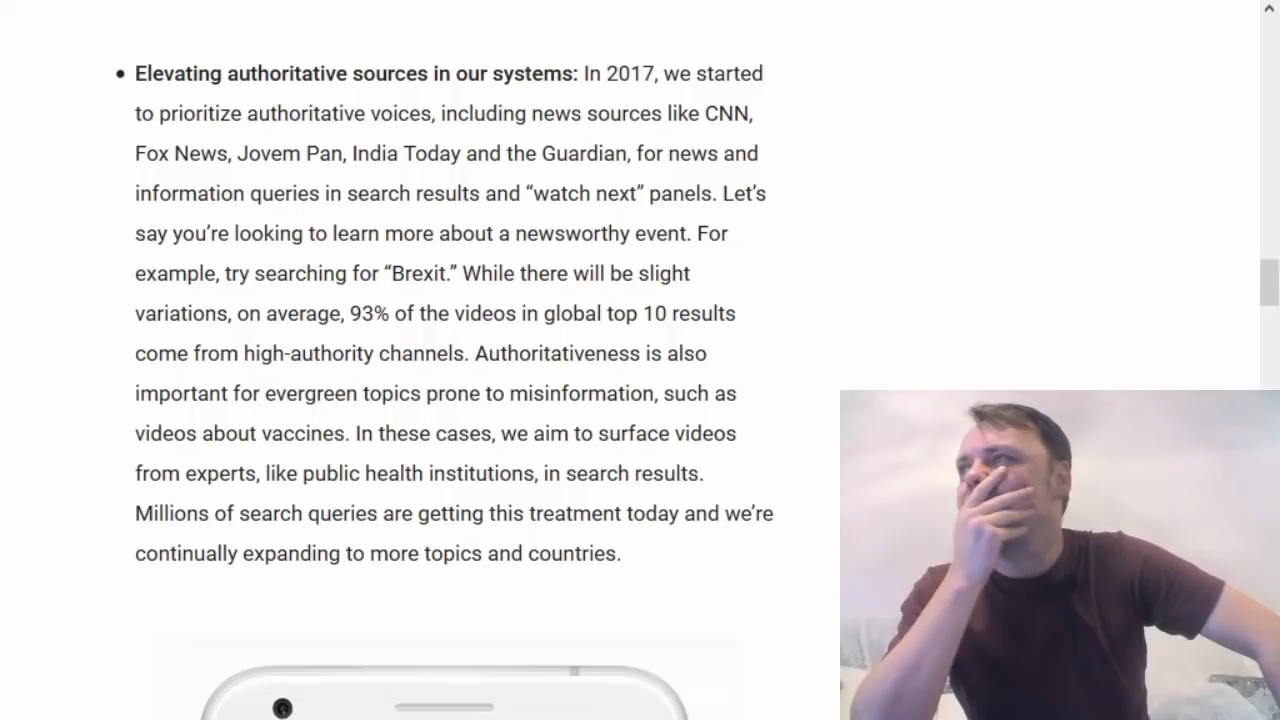 Elevating authoritative sources in our systems: In 2017, we started
to prioritize authoritative voices, including news sources like CNN,
Fox News, Jovem Pan, India Today and the Guardian, for news and
information queries in search results and “watch next” panels. Let’s
say you’re looking to learn more about a newsworthy event. For
example, try searching for “Brexit.” While there will be slight
variations, on average, 93% of the videos in global top 10 results
come from high-authority channels. Authoritativeness is also
important for evergreen topics prone to misinformation, such as
videos about vaccines. In these cases, we aim to surface videos
from experts, like public health institutions, in search results.
Millions of search queries are getting this treatment today and we’re
continually expanding to more topics and countries.